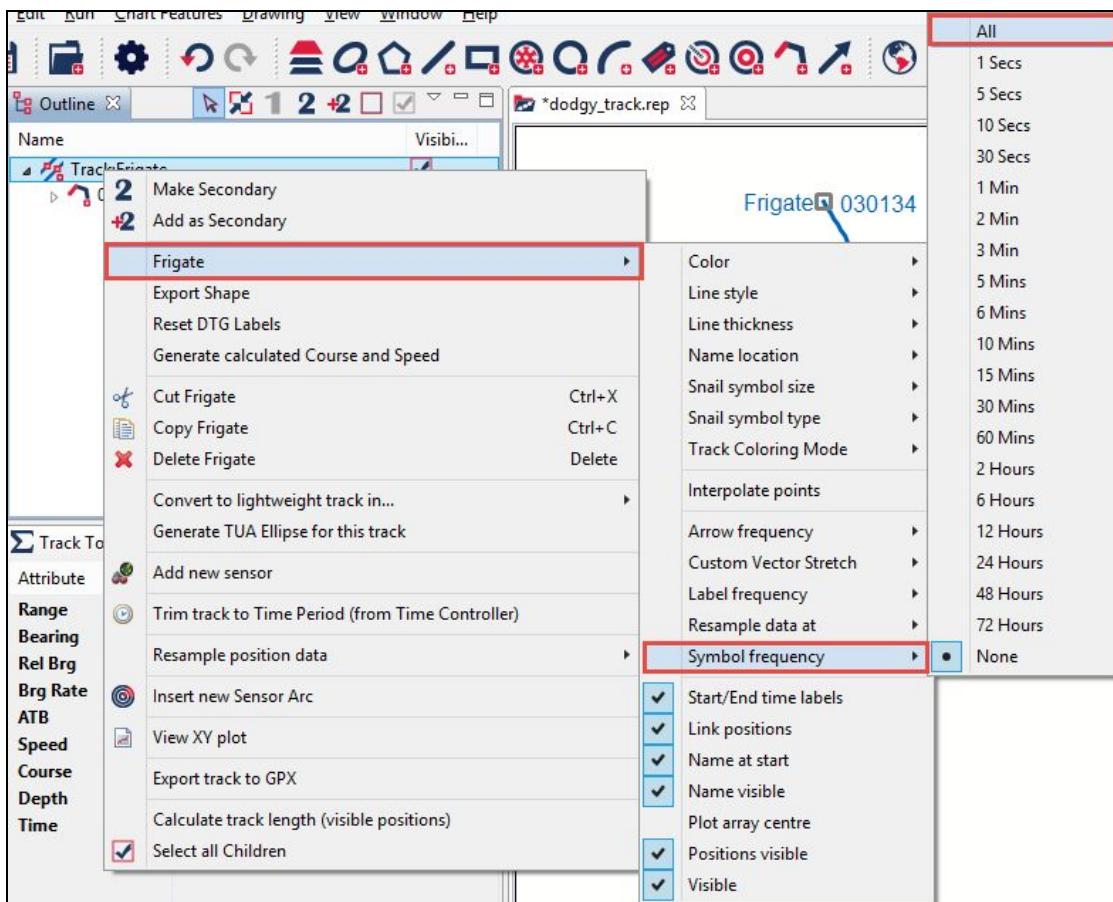 Edit Run Chart Features Drawing View Window Help
Outline
1 2 +2
*dodgy_track.rep
Name Visibi...
Track:Frigate
Frigate 030134
2 Make Secondary
+2 Add as Secondary
Frigate
Export Shape
Reset DTG Labels
Generate calculated Course and Speed
Cut Frigate Ctrl+X
Copy Frigate Ctrl+C
Delete Frigate Delete
Convert to lightweight track in...
Generate TUA Ellipse for this track
Add new sensor
Trim track to Time Period (from Time Controller)
Resample position data
Insert new Sensor Arc
View XY plot
Export track to GPX
Calculate track length (visible positions)
Select all Children
Color
Line style
Line thickness
Name location
Snail symbol size
Snail symbol type
Track Coloring Mode
Interpolate points
Arrow frequency
Custom Vector Stretch
Label frequency
Resample data at
Symbol frequency
Start/End time labels
Link positions
Name at start
Name visible
Plot array centre
Positions visible
Visible
All
1 Secs
5 Secs
10 Secs
30 Secs
1 Min
2 Min
3 Min
5 Mins
6 Mins
10 Mins
15 Mins
30 Mins
60 Mins
2 Hours
6 Hours
12 Hours
24 Hours
48 Hours
72 Hours
None
Track To
Attribute
Range
Bearing
Rel Brg
Brg Rate
ATB
Speed
Course
Depth
Time